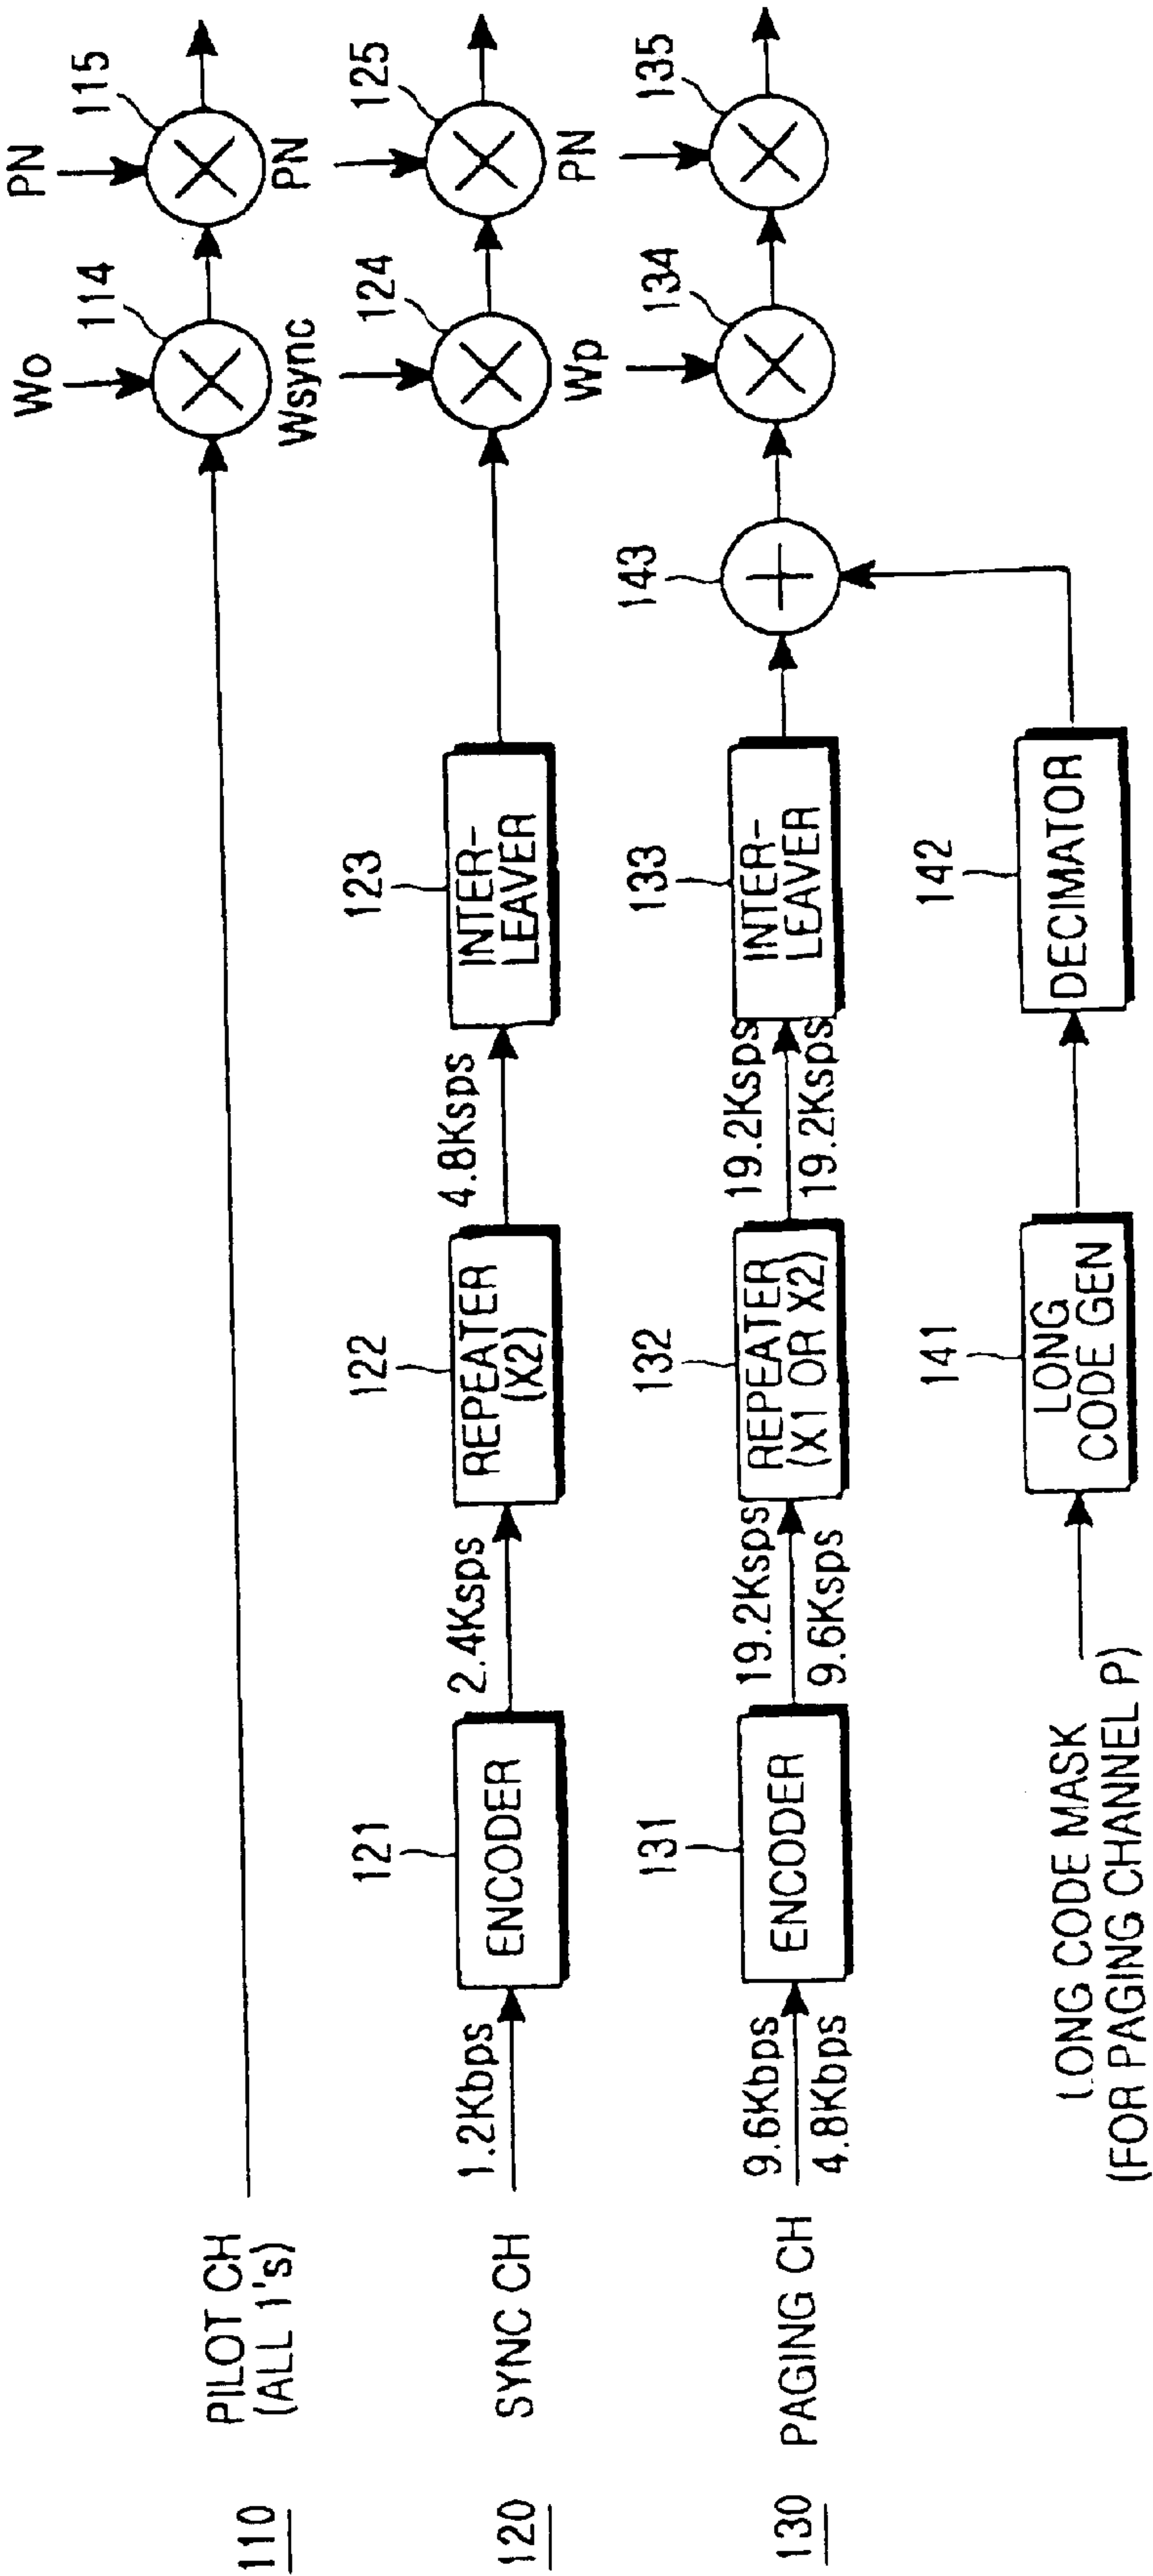 110
PILOT CH
(ALL 1's)
Wo
114
PN
115
120
SYNC CH
1.2Kbps
121
ENCODER
2.4Ksps
122
REPEATER
(X2)
4.8Ksps
123
INTER-
LEAVER
Wsync
124
PN
125
130
PAGING CH
9.6Kbps
4.8Kbps
131
ENCODER
19.2Ksps
9.6Ksps
132
REPEATER
(X1 OR X2)
19.2Ksps
19.2Ksps
133
INTER-
LEAVER
143
Wp
134
PN
135
LONG CODE MASK
(FOR PAGING CHANNEL P)
141
LONG
CODE GEN
142
DECIMATOR